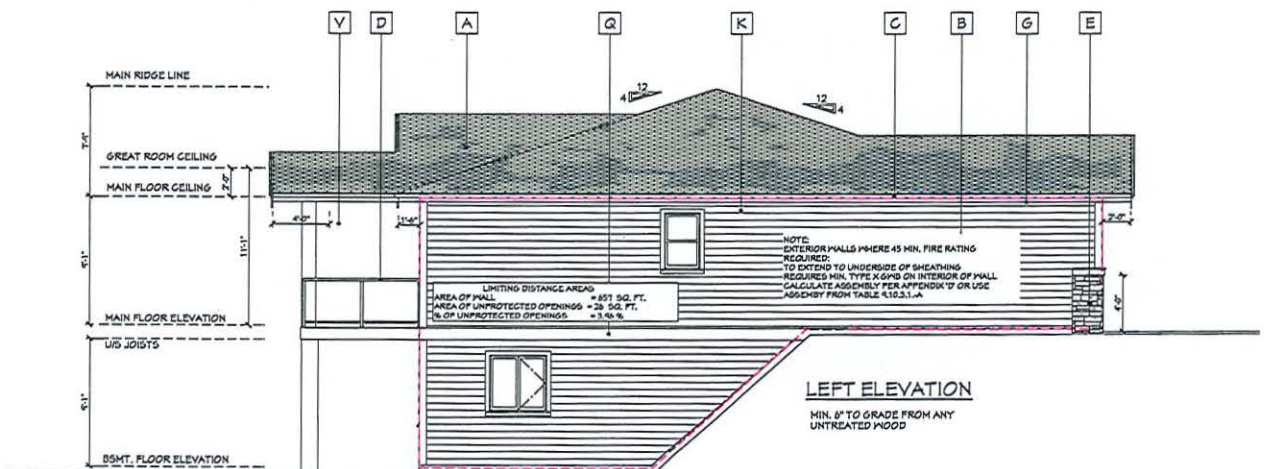 Y D A Q K C B G E
MAIN RIDGE LINE
12
4
12
4
7'-9"
GREAT ROOM CEILING
2'-0"
MAIN FLOOR CEILING
4'-0"
1'-6"
2'-0"
9'-1"
11'-1"
NOTE:
EXTERIOR WALLS WHERE 45 MIN. FIRE RATING
REQUIRED:
TO EXTEND TO UNDERSIDE OF SHEATHING
REQUIRES MIN. TYPE X GWB ON INTERIOR OF WALL
CALCULATE ASSEMBLY PER APPENDIX 'D' OR USE
ASSEMBY FROM TABLE 9.10.3.1.-A
LIMITING DISTANCE AREAS
AREA OF WALL = 657 SQ. FT.
AREA OF UNPROTECTED OPENINGS = 26 SQ. FT.
% OF UNPROTECTED OPENINGS = 3.96 %
4'-0"
MAIN FLOOR ELEVATION
U/S JOISTS
9'-1"
LEFT ELEVATION
MIN. 6" TO GRADE FROM ANY
UNTREATED WOOD
BSMT. FLOOR ELEVATION